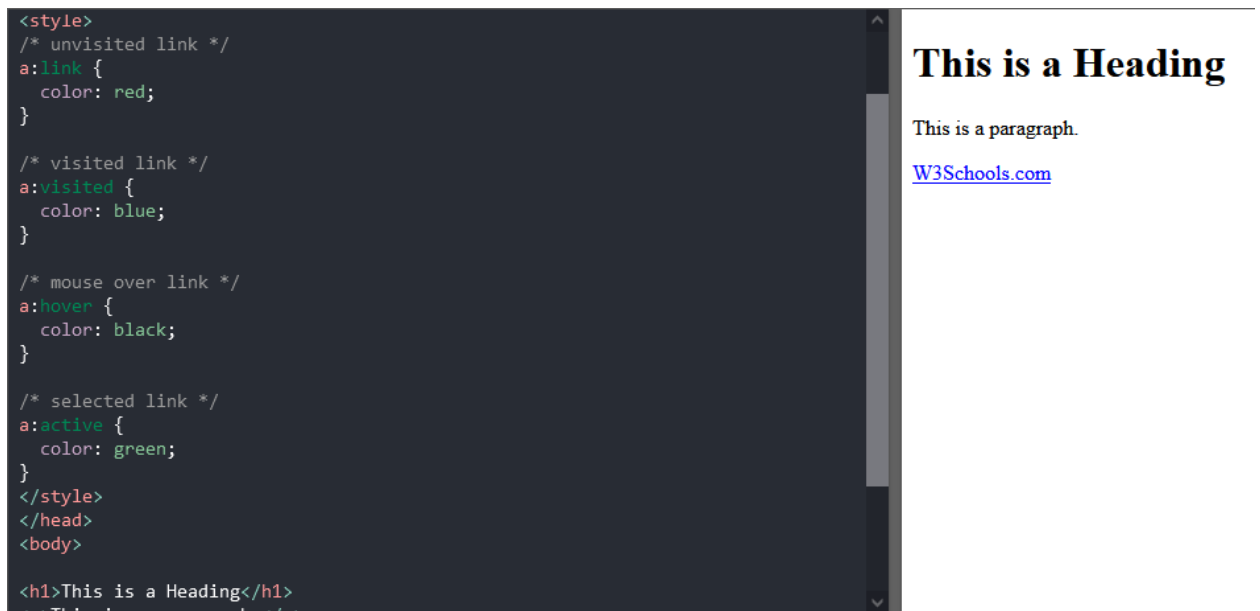 <style>
/* unvisited link */
a:link {
  color: red;
}

/* visited link */
a:visited {
  color: blue;
}

/* mouse over link */
a:hover {
  color: black;
}

/* selected link */
a:active {
  color: green;
}
</style>
</head>
<body>

<h1>This is a Heading</h1>
This is a Heading
This is a paragraph.
W3Schools.com